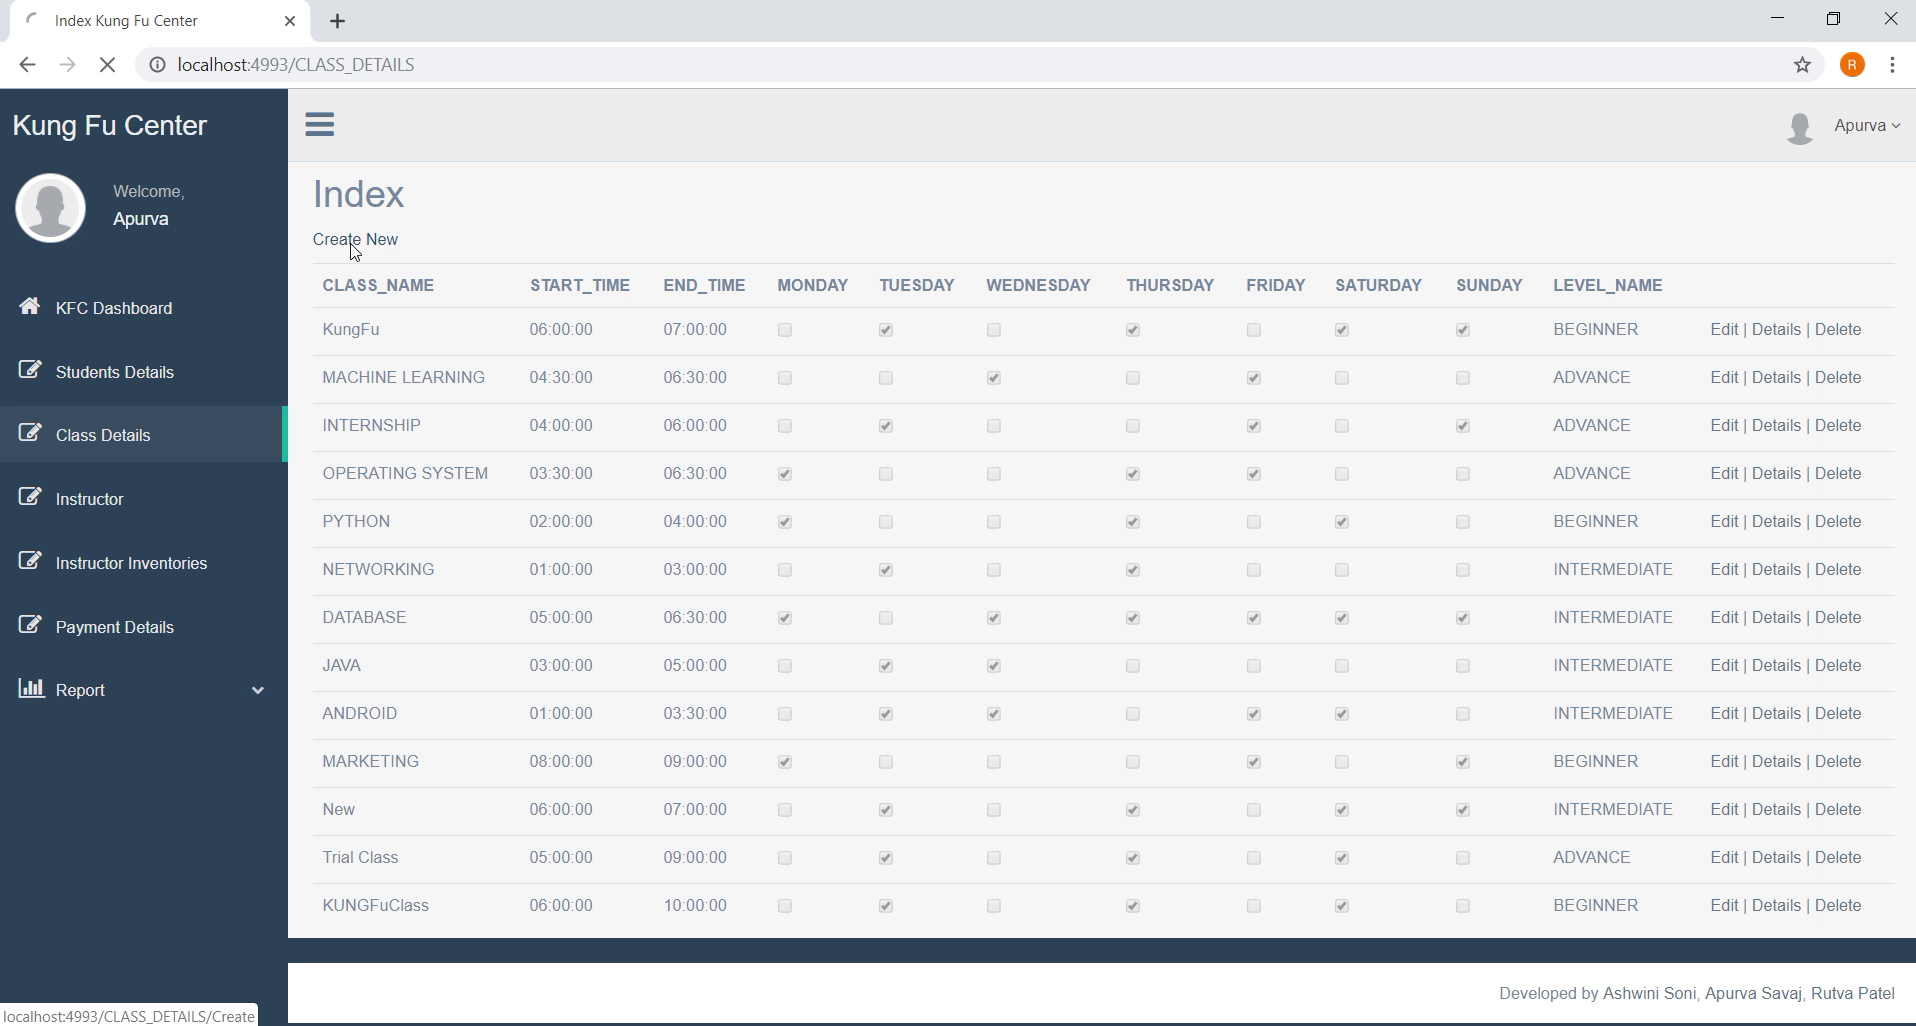 Index Kung Fu Center
localhost:4993/CLASS_DETAILS
R
Kung Fu Center
Apurva
Welcome,
Apurva
KFC Dashboard
Students Details
Class Details
Instructor
Instructor Inventories
Payment Details
Report
Index
Create New
CLASS_NAME START_TIME END_TIME MONDAY TUESDAY WEDNESDAY THURSDAY FRIDAY SATURDAY SUNDAY LEVEL_NAME
KungFu 06:00:00 07:00:00 BEGINNER Edit | Details | Delete
MACHINE LEARNING 04:30:00 06:30:00 ADVANCE Edit | Details | Delete
INTERNSHIP 04:00:00 06:00:00 ADVANCE Edit | Details | Delete
OPERATING SYSTEM 03:30:00 06:30:00 ADVANCE Edit | Details | Delete
PYTHON 02:00:00 04:00:00 BEGINNER Edit | Details | Delete
NETWORKING 01:00:00 03:00:00 INTERMEDIATE Edit | Details | Delete
DATABASE 05:00:00 06:30:00 INTERMEDIATE Edit | Details | Delete
JAVA 03:00:00 05:00:00 INTERMEDIATE Edit | Details | Delete
ANDROID 01:00:00 03:30:00 INTERMEDIATE Edit | Details | Delete
MARKETING 08:00:00 09:00:00 BEGINNER Edit | Details | Delete
New 06:00:00 07:00:00 INTERMEDIATE Edit | Details | Delete
Trial Class 05:00:00 09:00:00 ADVANCE Edit | Details | Delete
KUNGFuClass 06:00:00 10:00:00 BEGINNER Edit | Details | Delete
Developed by Ashwini Soni, Apurva Savaj, Rutva Patel
localhost:4993/CLASS_DETAILS/Create